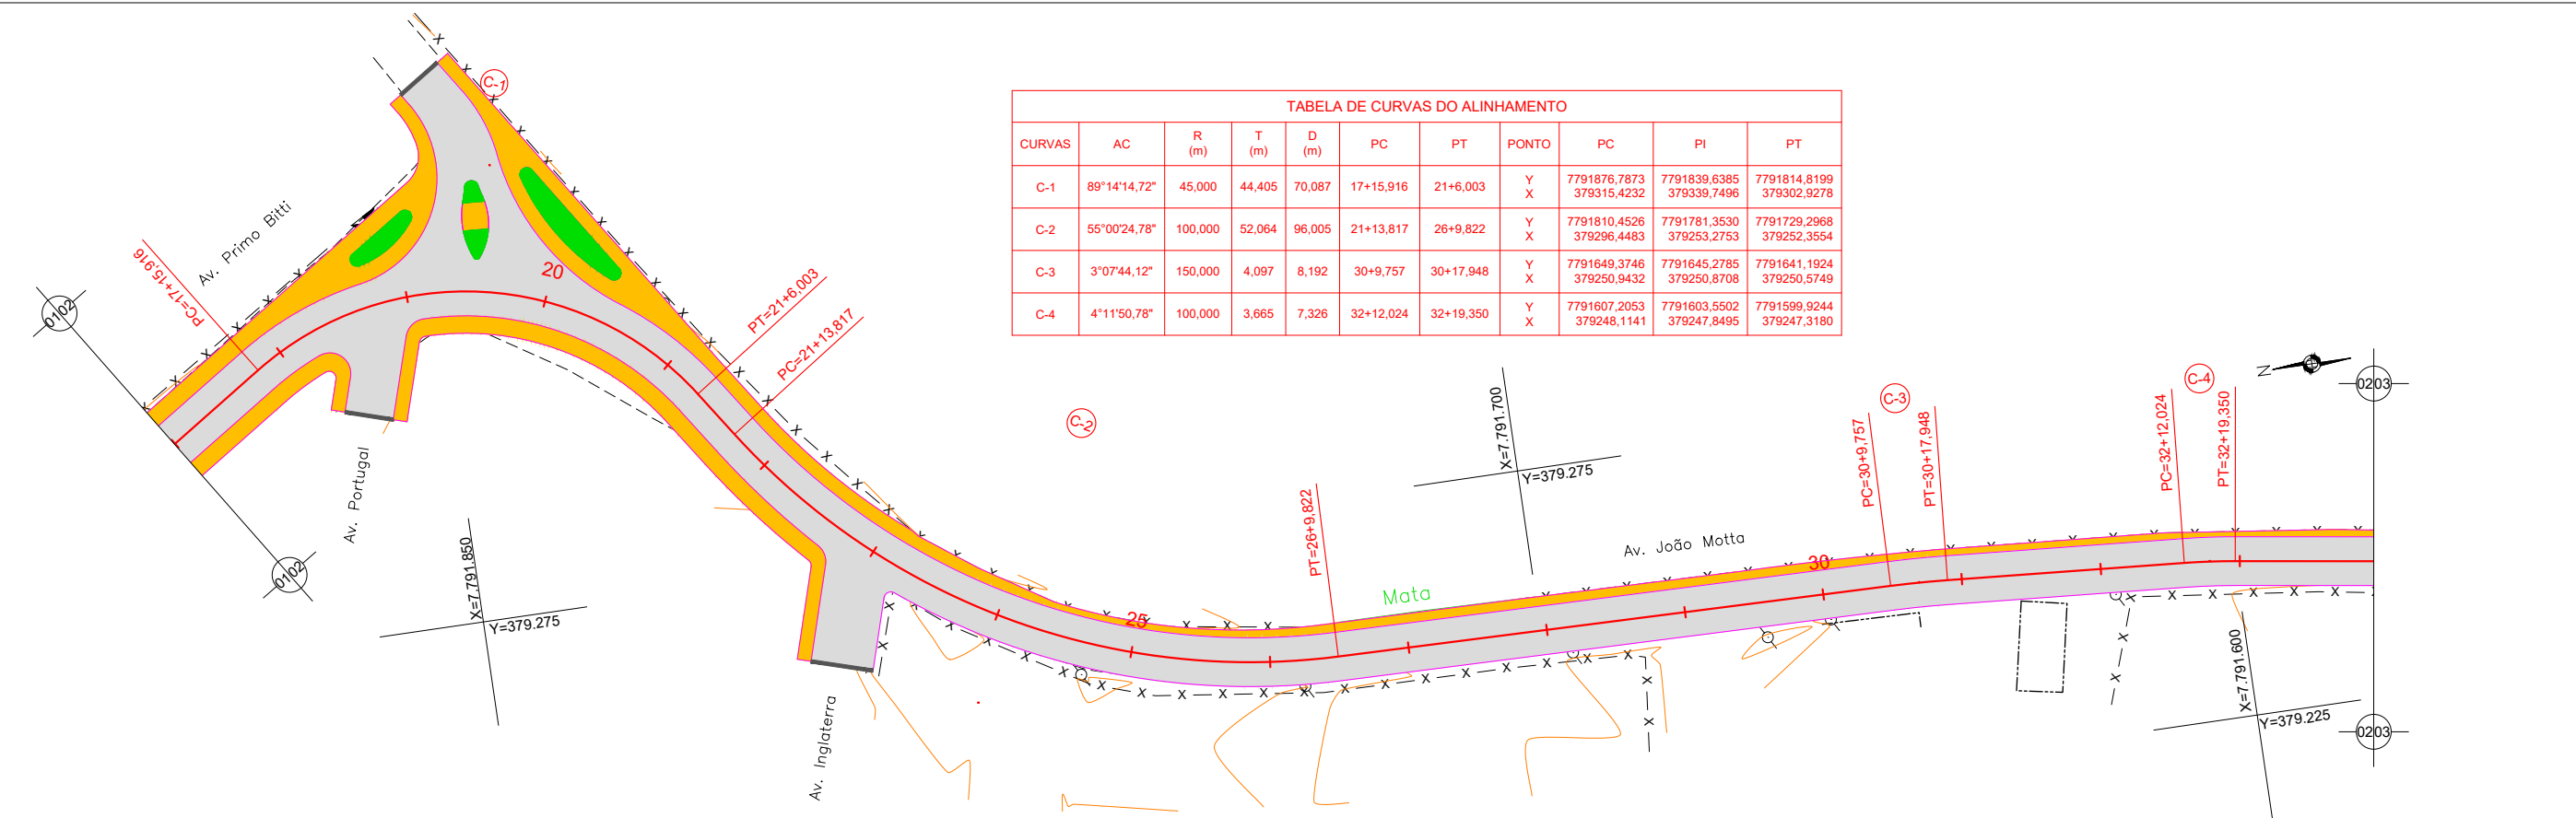 TABELA DE CURVAS DO ALINHAMENTO
CURVAS AC R (m) T (m) D (m) PC PT PONTO PC PI PT
C-1 89°14'14,72" 45,000 44,405 70,087 17+15,916 21+6,003 Y 7791876,7873 7791839,6385 7791814,8199
X 379315,4232 379339,7496 379302,9278
C-2 55°00'24,78" 100,000 52,064 96,005 21+13,817 26+9,822 Y 7791810,4526 7791781,3530 7791729,2968
X 379296,4483 379253,2753 379252,3554
C-3 3°07'44,12" 150,000 4,097 8,192 30+9,757 30+17,948 Y 7791649,3746 7791645,2785 7791641,1924
X 379250,9432 379250,8708 379250,5749
C-4 4°11'50,78" 100,000 3,665 7,326 32+12,024 32+19,350 Y 7791607,2053 7791603,5502 7791599,9244
X 379248,1141 379247,8495 379247,3180
C-1
Av. Primo Bitti
PC=17+15,916
0102
0102
20
PT=21+6,003
PC=21+13,817
Av. Portugal
X=7.791.850
Y=379.275
C-2
Av. Inglaterra
25
PT=26+9,822
X=7.791.700
Y=379.275
Mata
Av. João Motta
30
C-3
PC=30+9,757
PT=30+17,948
C-4
PC=32+12,024
PT=32+19,350
N
0203
0203
X=7.791.600
Y=379.225